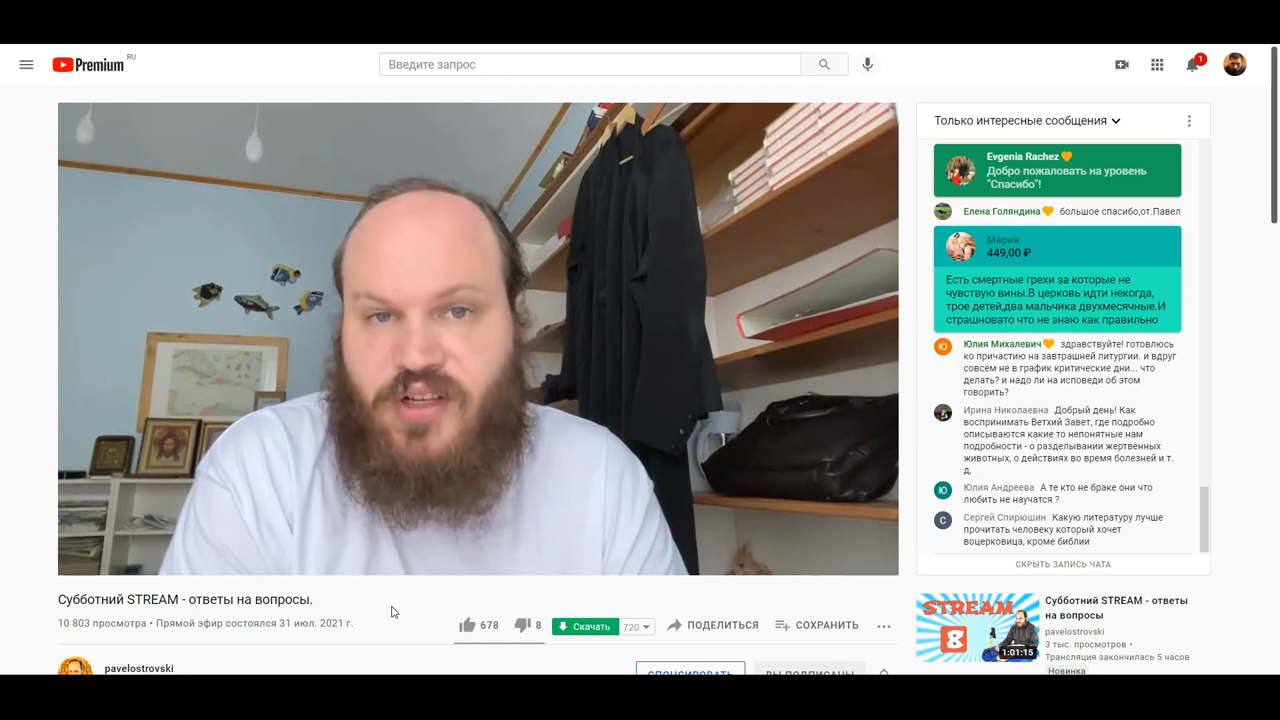 Premium RU
Введите запрос
1
Только интересные сообщения
Evgenia Rachez
Добро пожаловать на уровень
"Спасибо"!
Елена Голяндина большое спасибо,от.Павел
Мария
449,00 ₽
Есть смертные грехи за которые не
чувствую вины.В церковь идти некогда,
трое детей,два мальчика двухмесячные.И
страшновато что не знаю как правильно
Ю
Юлия Михалевич здравствуйте! готовлюсь
ко причастию на завтрашней литургии. и вдруг
совсем не в график критические дни... что
делать? и надо ли на исповеди об этом
говорить?
Ирина Николаевна Добрый день! Как
воспринимать Ветхий Завет, где подробно
описываются какие то непонятные нам
подробности - о разделывании жертвенных
животных, о действиях во время болезней и т.
д,
Ю
Юлия Андреева А те кто не браке они что
любить не научатся ?
С
Сергей Спирюшин Какую литературу лучше
прочитать человеку который хочет
воцерковица, кроме библии
СКРЫТЬ ЗАПИСЬ ЧАТА
Субботний STREAM - ответы на вопросы.
10 803 просмотра • Прямой эфир состоялся 31 июл. 2021 г.
678
8
Скачать
720
ПОДЕЛИТЬСЯ
СОХРАНИТЬ
pavelostrovski
СПОНСИРОВАТЬ
ВЫ ПОДПИСАНЫ
STREAM
8
1:01:15
Субботний STREAM - ответы
на вопросы
pavelostrovski
3 тыс. просмотров •
Трансляция закончилась 5 часов
Новинка